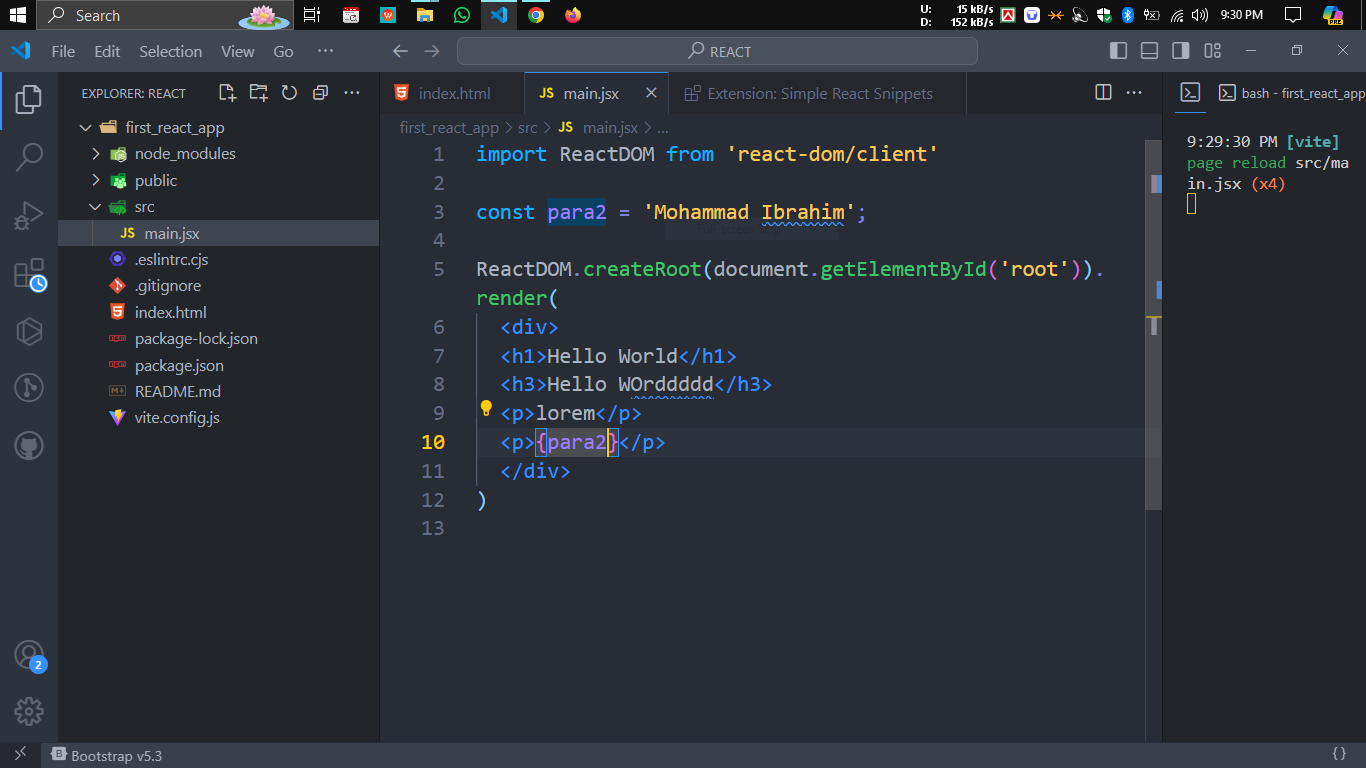 Search
U: 15 kB/s
D: 152 kB/s
9:30 PM
PRE
File Edit Selection View Go ···
REACT
EXPLORER: REACT ···
index.html
JS main.jsx
Extension: Simple React Snippets
···
bash - first_react_app
first_react_app
node_modules
public
src
JS main.jsx
.eslintrc.cjs
.gitignore
index.html
package-lock.json
package.json
README.md
vite.config.js
2
first_react_app > src > JS main.jsx > ...
1 import ReactDOM from 'react-dom/client'
2
3 const para2 = 'Mohammad Ibrahim';
4
5 ReactDOM.createRoot(document.getElementById('root')).
render(
6 <div>
7 <h1>Hello World</h1>
8 <h3>Hello WOrddddd</h3>
9 <p>lorem</p>
10 <p>{para2}</p>
11 </div>
12 )
13
9:29:30 PM [vite]
page reload src/ma
in.jsx (x4)
B Bootstrap v5.3
{}